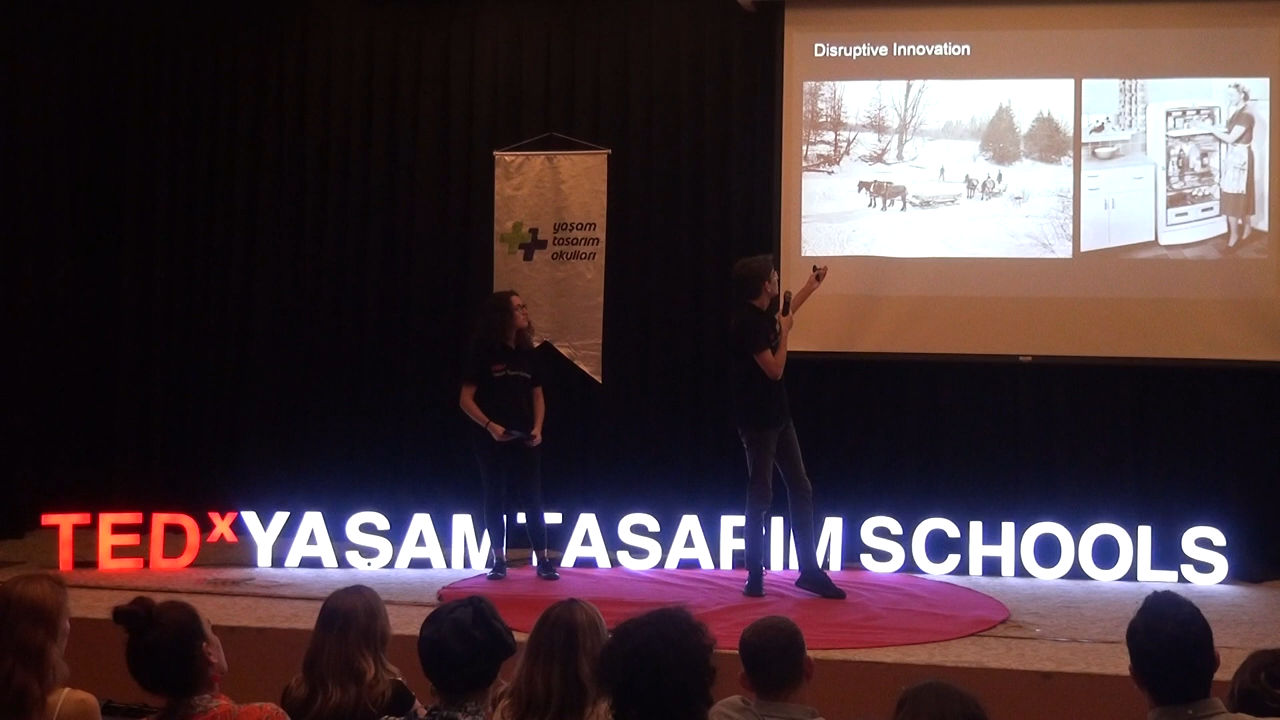 Disruptive Innovation
yaşam
tasarım
okulları
TEDxYAŞAMTASARIMSCHOOLS